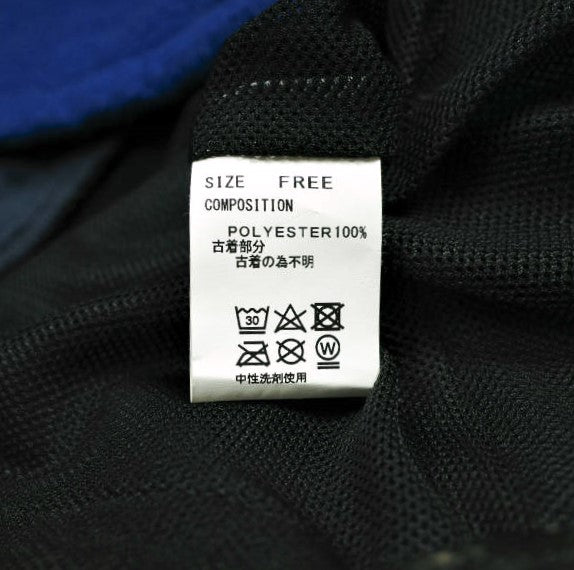 SIZE FREE
COMPOSITION
POLYESTER100%
古着部分
古着の為不明
30
W
中性洗剤使用